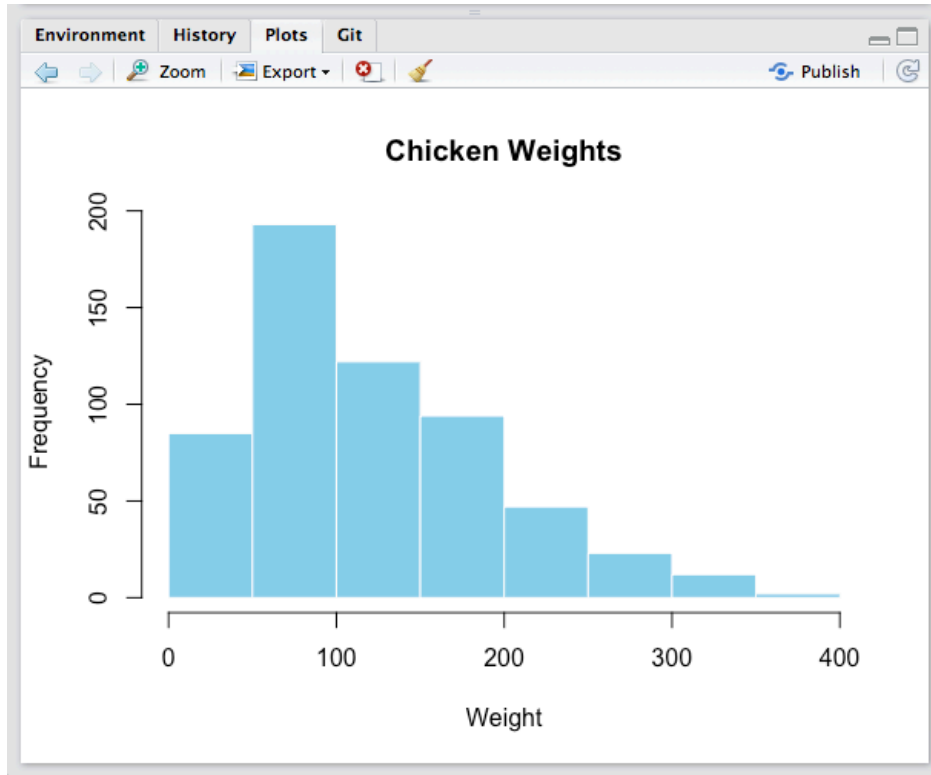 Environment History Plots Git
Zoom Export Publish
Chicken Weights
200
150
100
50
0
Frequency
0 100 200 300 400
Weight